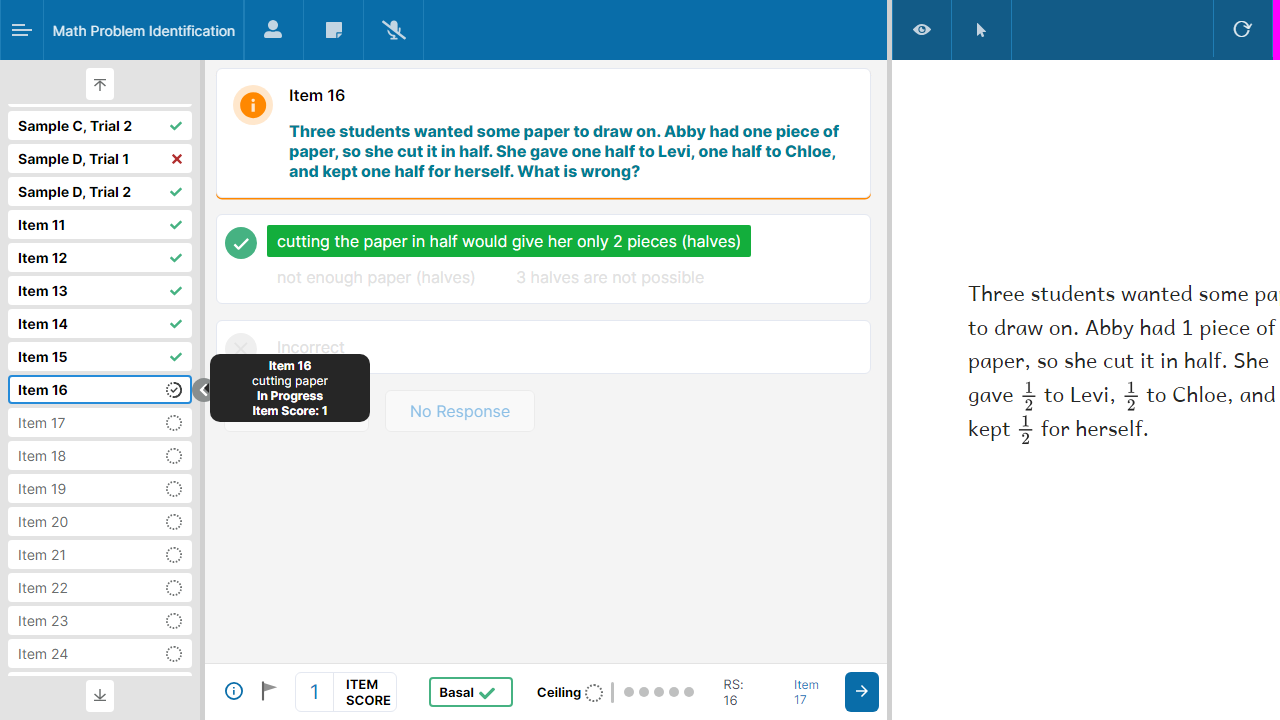 Math Problem Identification
Sample C, Trial 2
Sample D, Trial 1
Sample D, Trial 2
Item 11
Item 12
Item 13
Item 14
Item 15
Item 16
Item 17
Item 18
Item 19
Item 20
Item 21
Item 22
Item 23
Item 24
Item 16
Three students wanted some paper to draw on. Abby had one piece of
paper, so she cut it in half. She gave one half to Levi, one half to Chloe,
and kept one half for herself. What is wrong?
cutting the paper in half would give her only 2 pieces (halves)
not enough paper (halves) 3 halves are not possible
Incorrect
Item 16
cutting paper
In Progress
Item Score: 1
No Response
1 ITEM
SCORE
Basal
Ceiling
RS:
16
Item
17
Three students wanted some pa
to draw on. Abby had 1 piece of
paper, so she cut it in half. She
gave 1/2 to Levi, 1/2 to Chloe, and
kept 1/2 for herself.